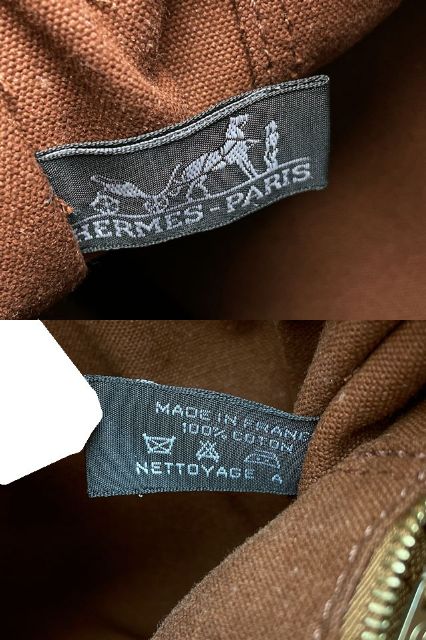 HERMES-PARIS
MADE IN FRANC
100% COTON
NETTOYAGE A